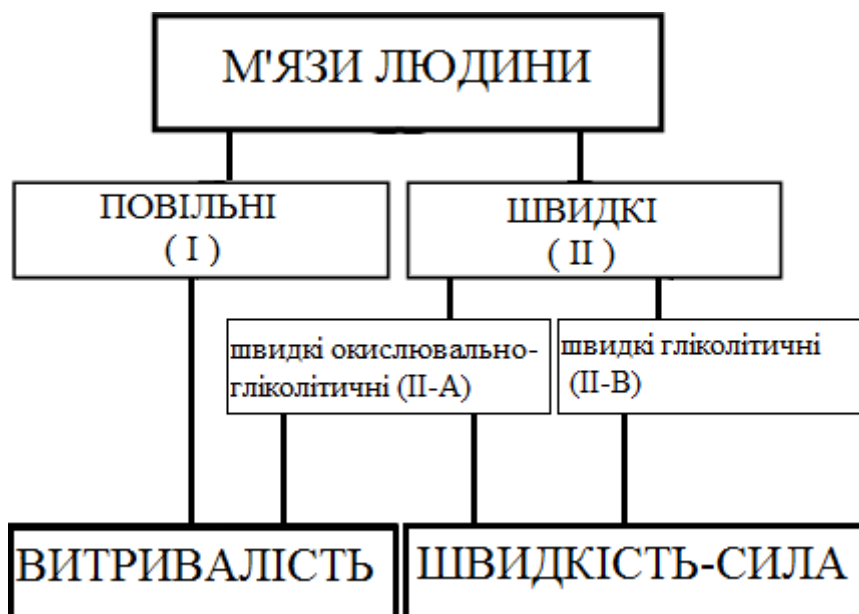 М'ЯЗИ ЛЮДИНИ
ПОВІЛЬНІ
( I )
ШВИДКІ
( II )
швидкі окислювально-
гліколітичні (II-A)
швидкі гліколітичні
(II-B)
ВИТРИВАЛІСТЬ
ШВИДКІСТЬ-СИЛА